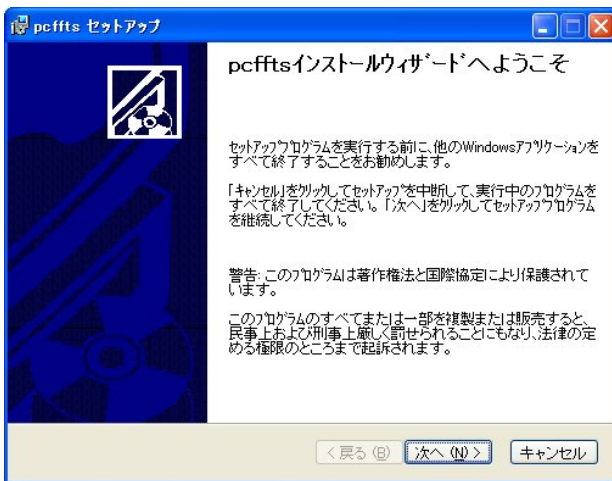 pcffts セットアップ
pcfftsインストールウィザードへようこそ
セットアッププログラムを実行する前に、他のWindowsアプリケーションを
すべて終了することをお勧めします。
「キャンセル」をクリックしてセットアップを中断して、実行中のプログラムを
すべて終了してください。「次へ」をクリックしてセットアッププログラム
を継続してください。
警告: このプログラムは著作権法と国際協定により保護されて
います。
このプログラムのすべてまたは一部を複製または販売すると、
民事上および刑事上厳しく罰せられることにもなり、法律の定
める極限のところまで起訴されます。
< 戻る (B) 次へ (N) > キャンセル